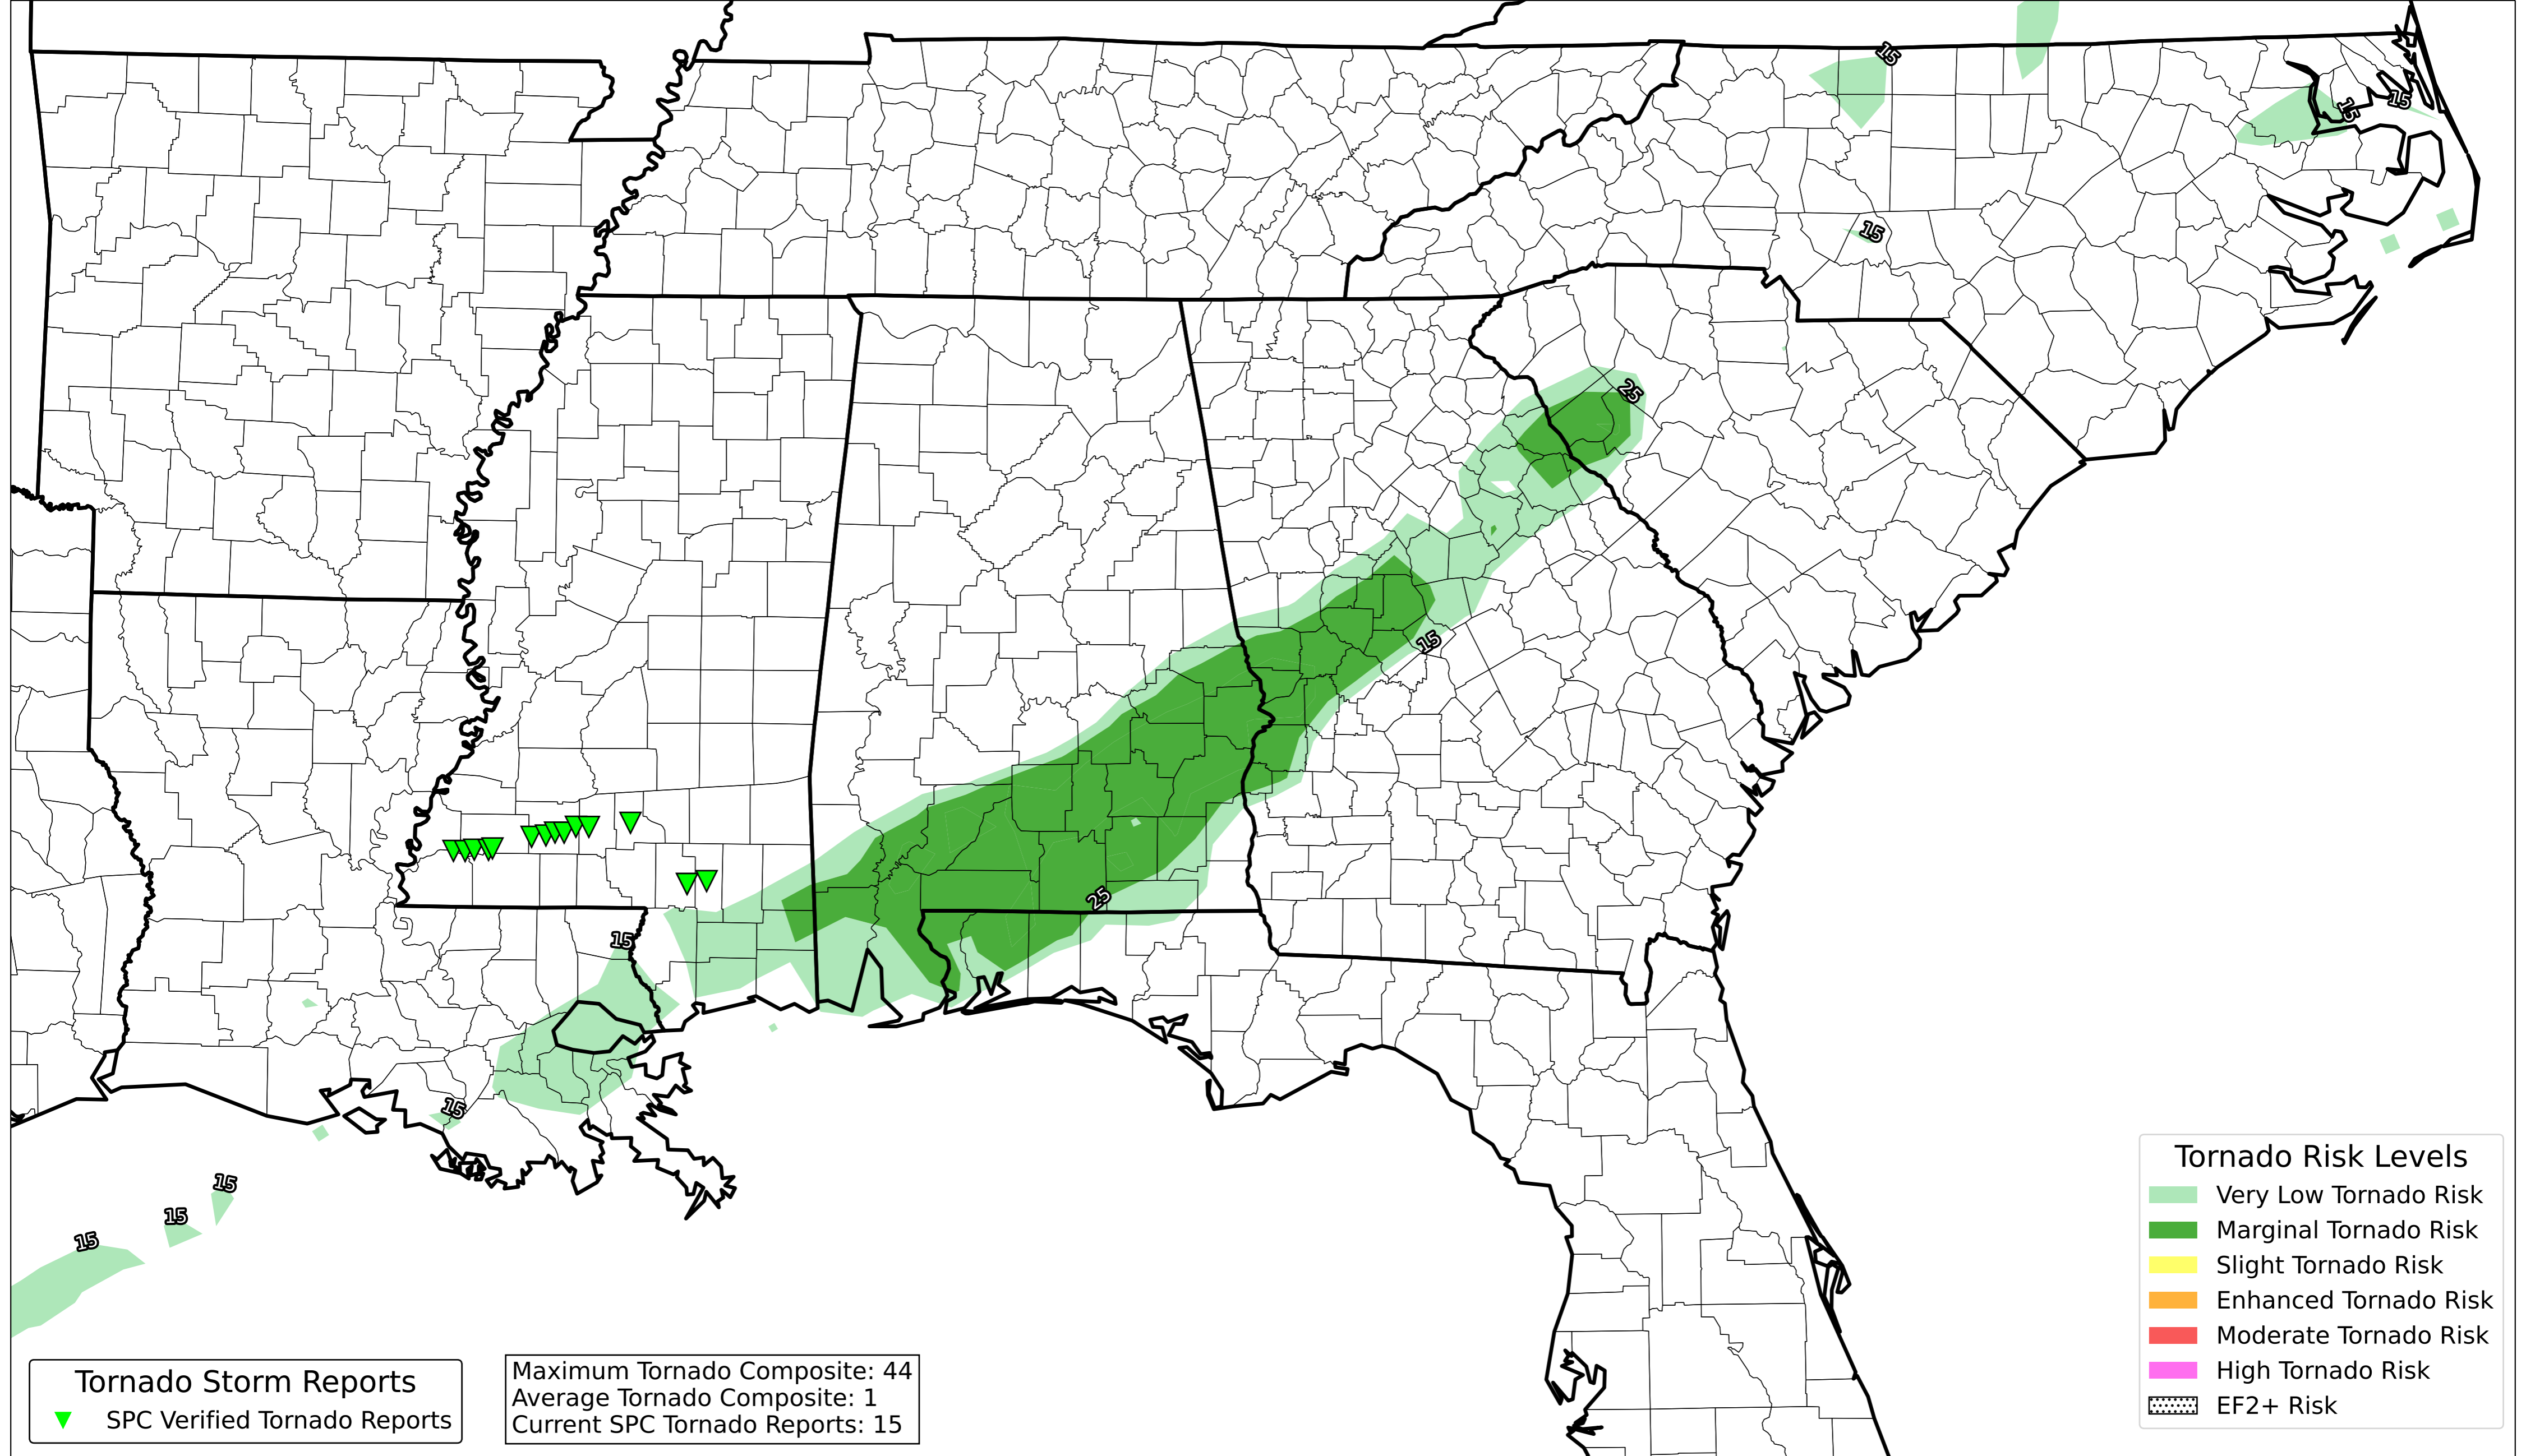 15
15
15
15
25
15
25
15
15
15
15
15
Tornado Risk Levels
Very Low Tornado Risk
Marginal Tornado Risk
Slight Tornado Risk
Enhanced Tornado Risk
Moderate Tornado Risk
High Tornado Risk
EF2+ Risk
Tornado Storm Reports
SPC Verified Tornado Reports
Maximum Tornado Composite: 44
Average Tornado Composite: 1
Current SPC Tornado Reports: 15